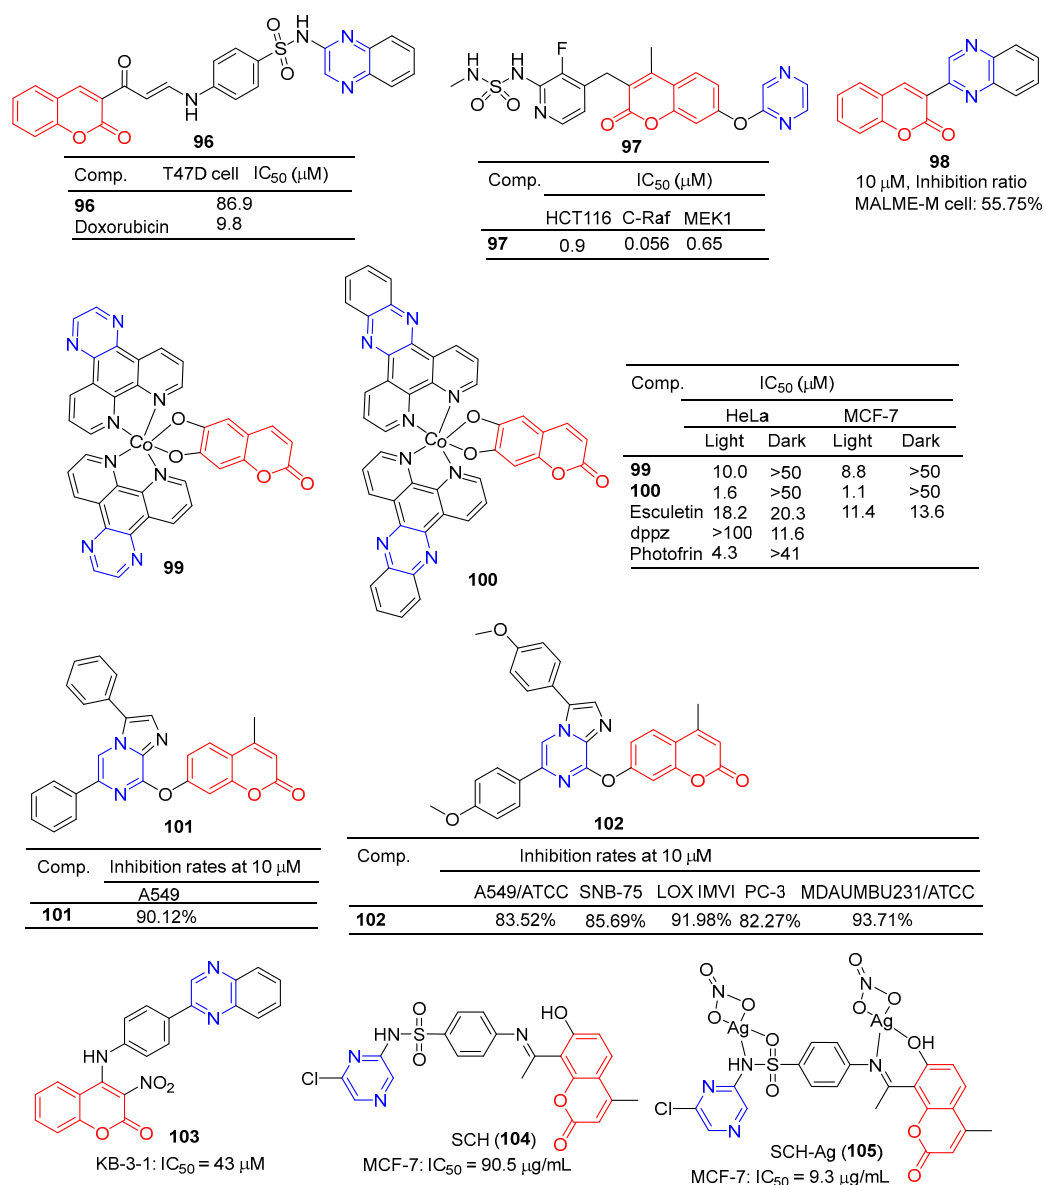 96
Comp. T47D cell IC50 (μM)
96 86.9
Doxorubicin 9.8
97
Comp. IC50 (μM)
HCT116 C-Raf MEK1
97 0.9 0.056 0.65
98
10 μM, Inhibition ratio
MALME-M cell: 55.75%
99
100
Comp. IC50 (μM)
HeLa MCF-7
Light Dark Light Dark
99 10.0 >50 8.8 >50
100 1.6 >50 1.1 >50
Esculetin 18.2 20.3 11.4 13.6
dppz >100 11.6
Photofrin 4.3 >41
101
Comp. Inhibition rates at 10 μM
A549
101 90.12%
102
Comp. Inhibition rates at 10 μM
A549/ATCC SNB-75 LOX IMVI PC-3 MDAUMBU231/ATCC
102 83.52% 85.69% 91.98% 82.27% 93.71%
103
KB-3-1: IC50 = 43 μM
SCH (104)
MCF-7: IC50 = 90.5 μg/mL
SCH-Ag (105)
MCF-7: IC50 = 9.3 μg/mL